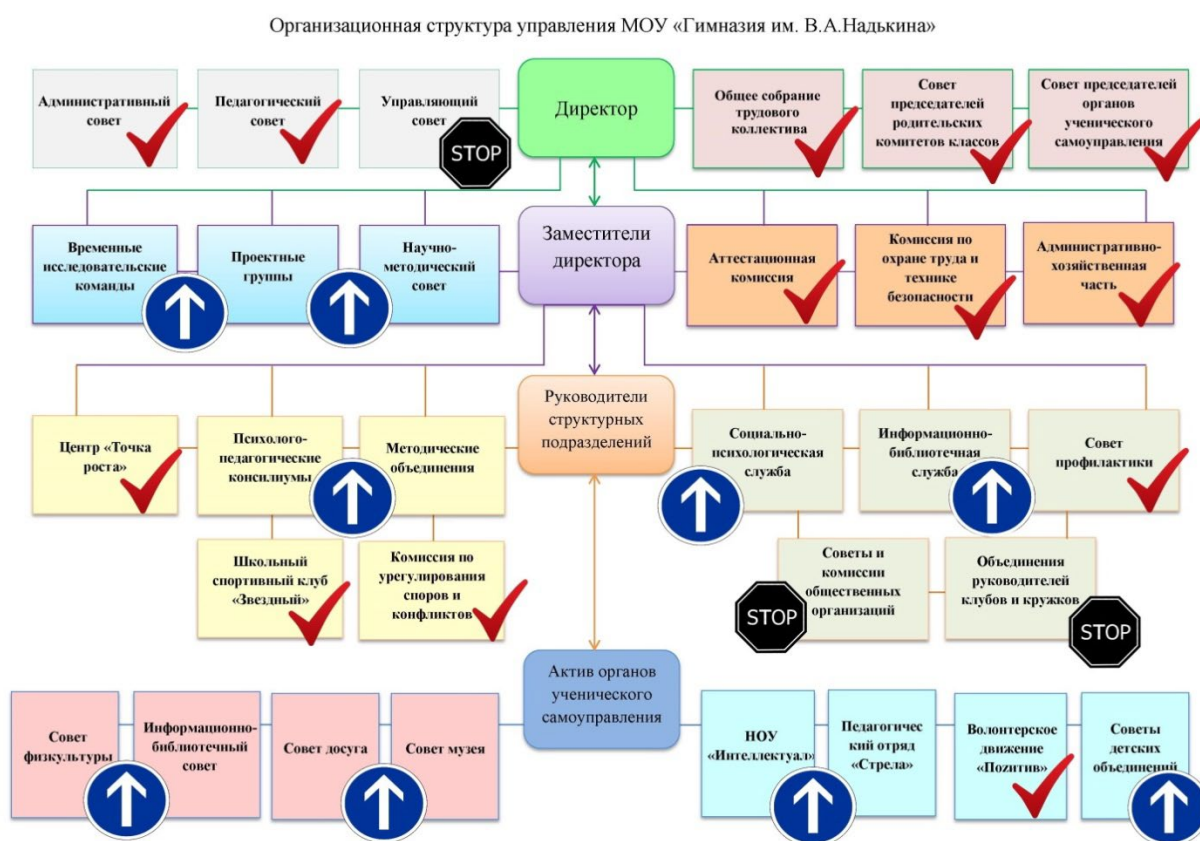 Организационная структура управления МОУ «Гимназия им. В.А.Надькина»
Административный
совет
Педагогический
совет
Управляющий
совет
STOP
Директор
Общее собрание
трудового
коллектива
Совет
председателей
родительских
комитетов классов
Совет председателей
органов
ученического
самоуправления
Временные
исследовательские
команды
Проектные
группы
Научно-
методический
совет
Заместители
директора
Аттестационная
комиссия
Комиссия по
охране труда и
технике
безопасности
Административно-
хозяйственная
часть
Центр «Точка
роста»
Психолого-
педагогические
консилиумы
Методические
объединения
Руководители
структурных
подразделений
Социально-
психологическая
служба
Информационно-
библиотечная
служба
Совет
профилактики
Школьный
спортивный клуб
«Звездный»
Комиссия по
урегулирования
споров и
конфликтов
Советы и
комиссии
общественных
организаций
STOP
Объединения
руководителей
клубов и кружков
STOP
Актив органов
ученического
самоуправления
Совет
физкультуры
Информационно-
библиотечный
совет
Совет досуга
Совет музея
НОУ
«Интеллектуал»
Педагогичес
кий отряд
«Стрела»
Волонтерское
движение
«Поzитив»
Советы
детских
объединений